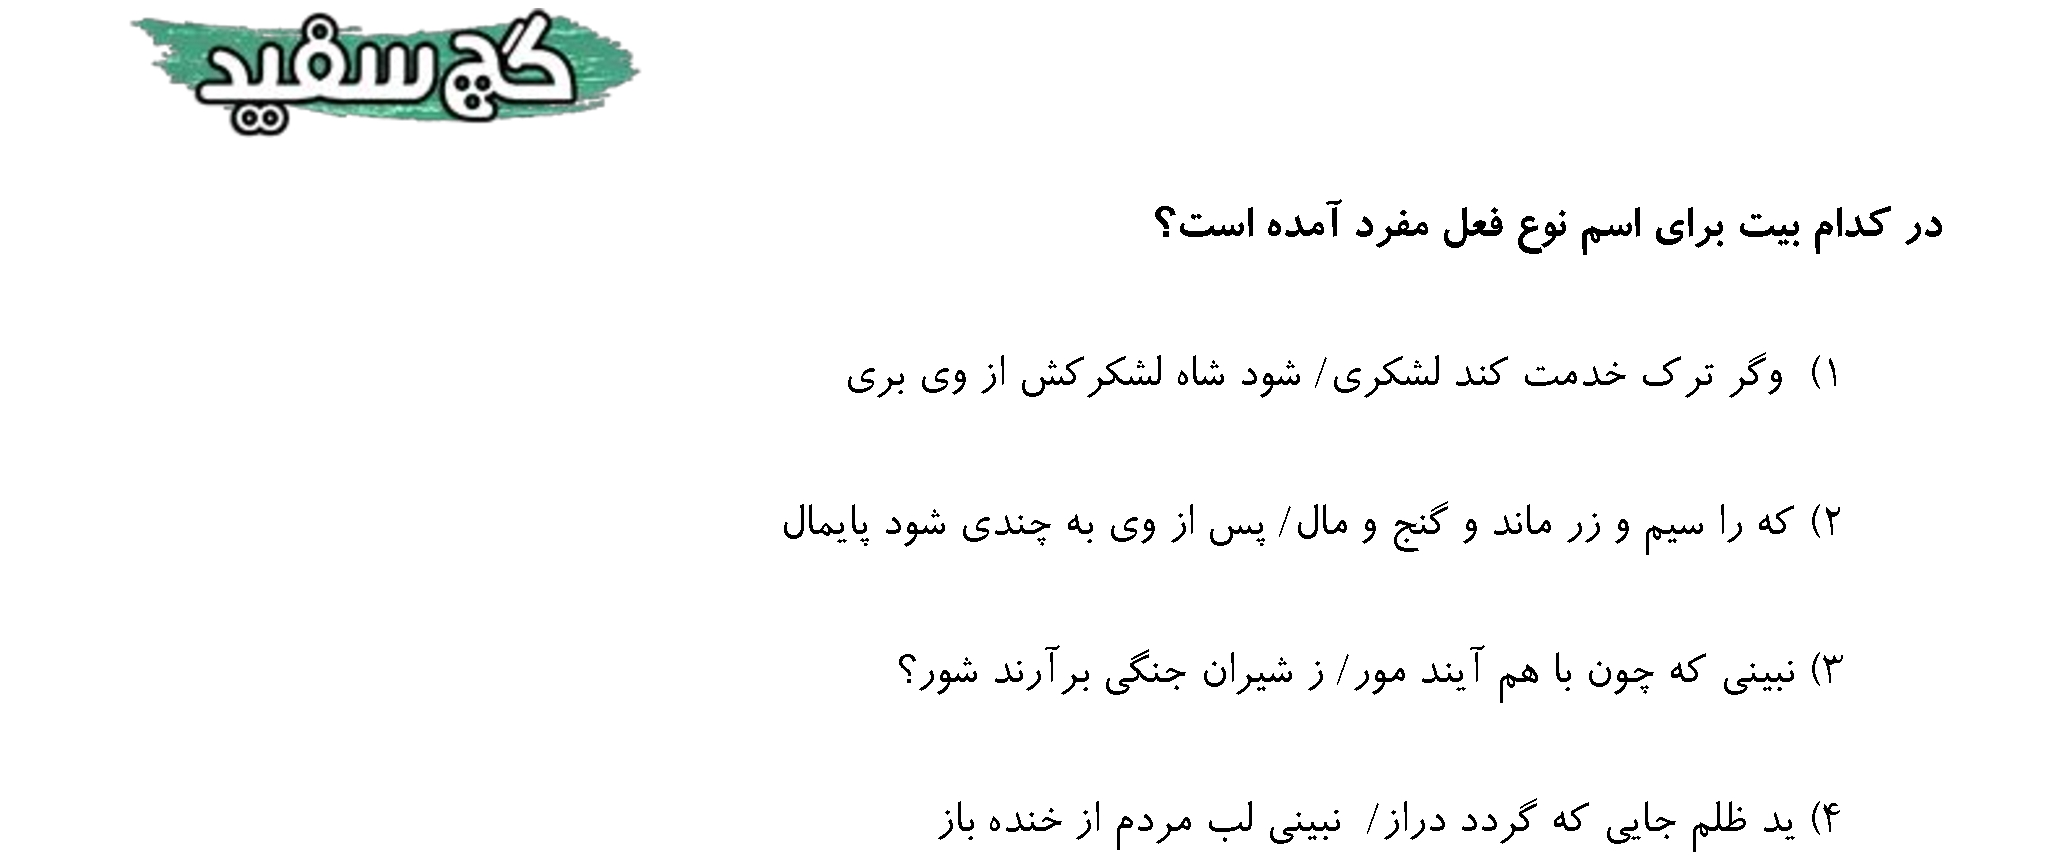 گچ سفید
در کدام بیت برای اسم نوع فعل مفرد آمده است؟
۱) وگر ترک خدمت کند لشکری/ شود شاه لشکرکش از وی بری
۲) که را سیم و زر ماند و گنج و مال/ پس از وی به چندی شود پایمال
۳) نبینی که چون با هم آیند مور/ ز شیران جنگی برآرند شور؟
۴) ید ظلم جایی که گردد دراز/ نبینی لب مردم از خنده باز